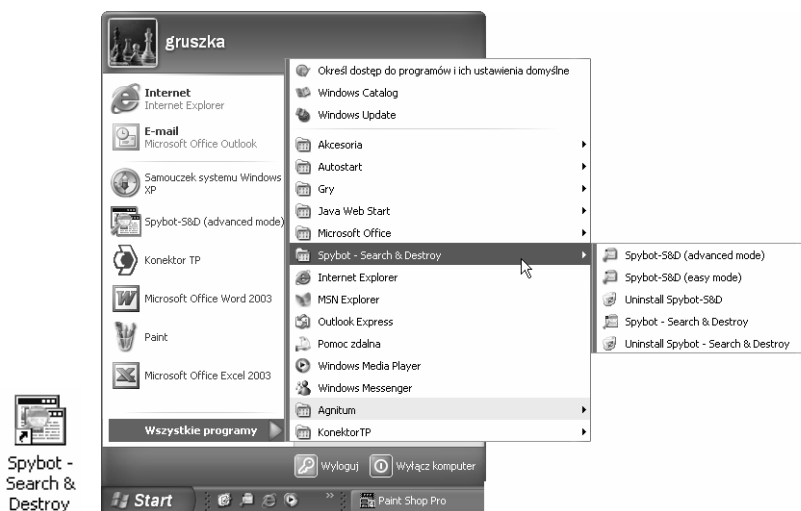 gruszka
Internet
Internet Explorer
E-mail
Microsoft Office Outlook
Samouczek systemu Windows
XP
Spybot-S&D (advanced mode)
Konektor TP
Microsoft Office Word 2003
Paint
Microsoft Office Excel 2003
Wszystkie programy
Określ dostęp do programów i ich ustawienia domyślne
Windows Catalog
Windows Update
Akcesoria
Autostart
Gry
Java Web Start
Microsoft Office
Spybot - Search & Destroy
Internet Explorer
MSN Explorer
Outlook Express
Pomoc zdalna
Windows Media Player
Windows Messenger
Agnitum
KonektorTP
Spybot-S&D (advanced mode)
Spybot-S&D (easy mode)
Uninstall Spybot-S&D
Spybot - Search & Destroy
Uninstall Spybot - Search & Destroy
Wyloguj
Wyłącz komputer
Start
Paint Shop Pro
Spybot -
Search &
Destroy